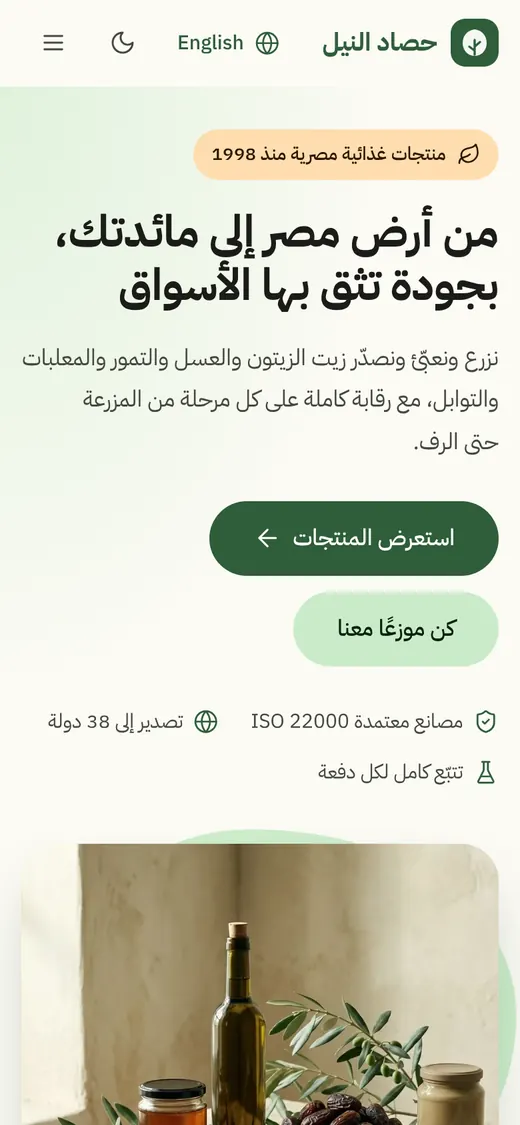 حصاد النيل
English
منتجات غذائية مصرية منذ 1998
من أرض مصر إلى مائدتك،
بجودة تثق بها الأسواق
نزرع ونعبّئ ونصدّر زيت الزيتون والعسل والتمور والمعلبات
والتوابل، مع رقابة كاملة على كل مرحلة من المزرعة
حتى الرف.
استعرض المنتجات
كن موزعًا معنا
مصانع معتمدة ISO 22000
تصدير إلى 38 دولة
تتبّع كامل لكل دفعة